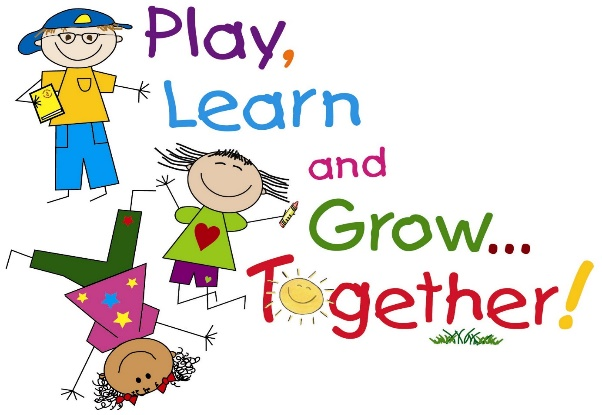 Play,
Learn
and
Grow...
Together!